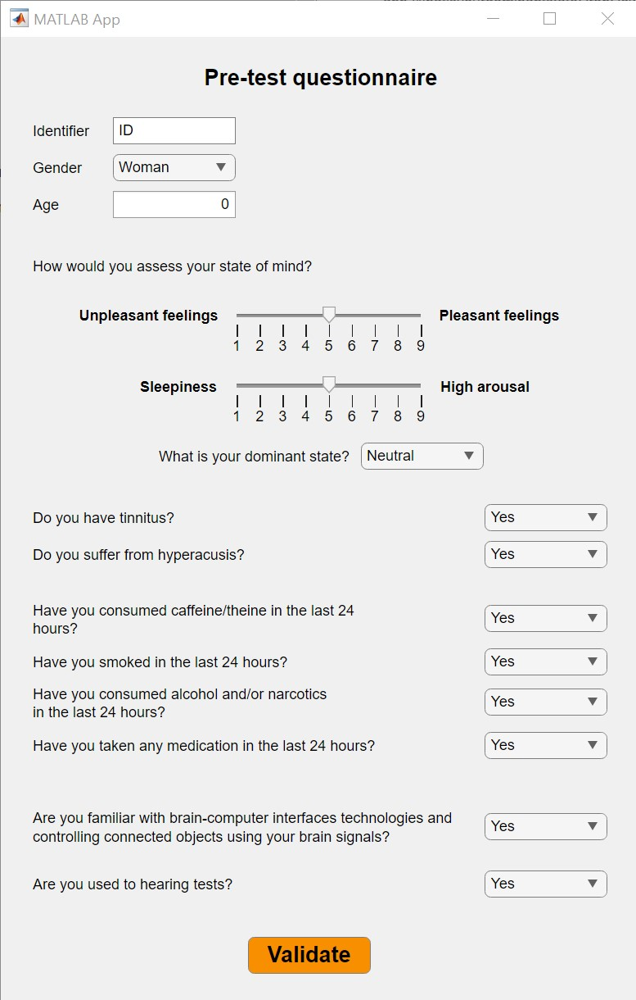 MATLAB App
Pre-test questionnaire
Identifier ID
Gender Woman
Age 0
How would you assess your state of mind?
Unpleasant feelings Pleasant feelings
1 2 3 4 5 6 7 8 9
Sleepiness High arousal
1 2 3 4 5 6 7 8 9
What is your dominant state? Neutral
Do you have tinnitus? Yes
Do you suffer from hyperacusis? Yes
Have you consumed caffeine/theine in the last 24
hours? Yes
Have you smoked in the last 24 hours? Yes
Have you consumed alcohol and/or narcotics
in the last 24 hours? Yes
Have you taken any medication in the last 24 hours? Yes
Are you familiar with brain-computer interfaces technologies and
controlling connected objects using your brain signals? Yes
Are you used to hearing tests? Yes
Validate